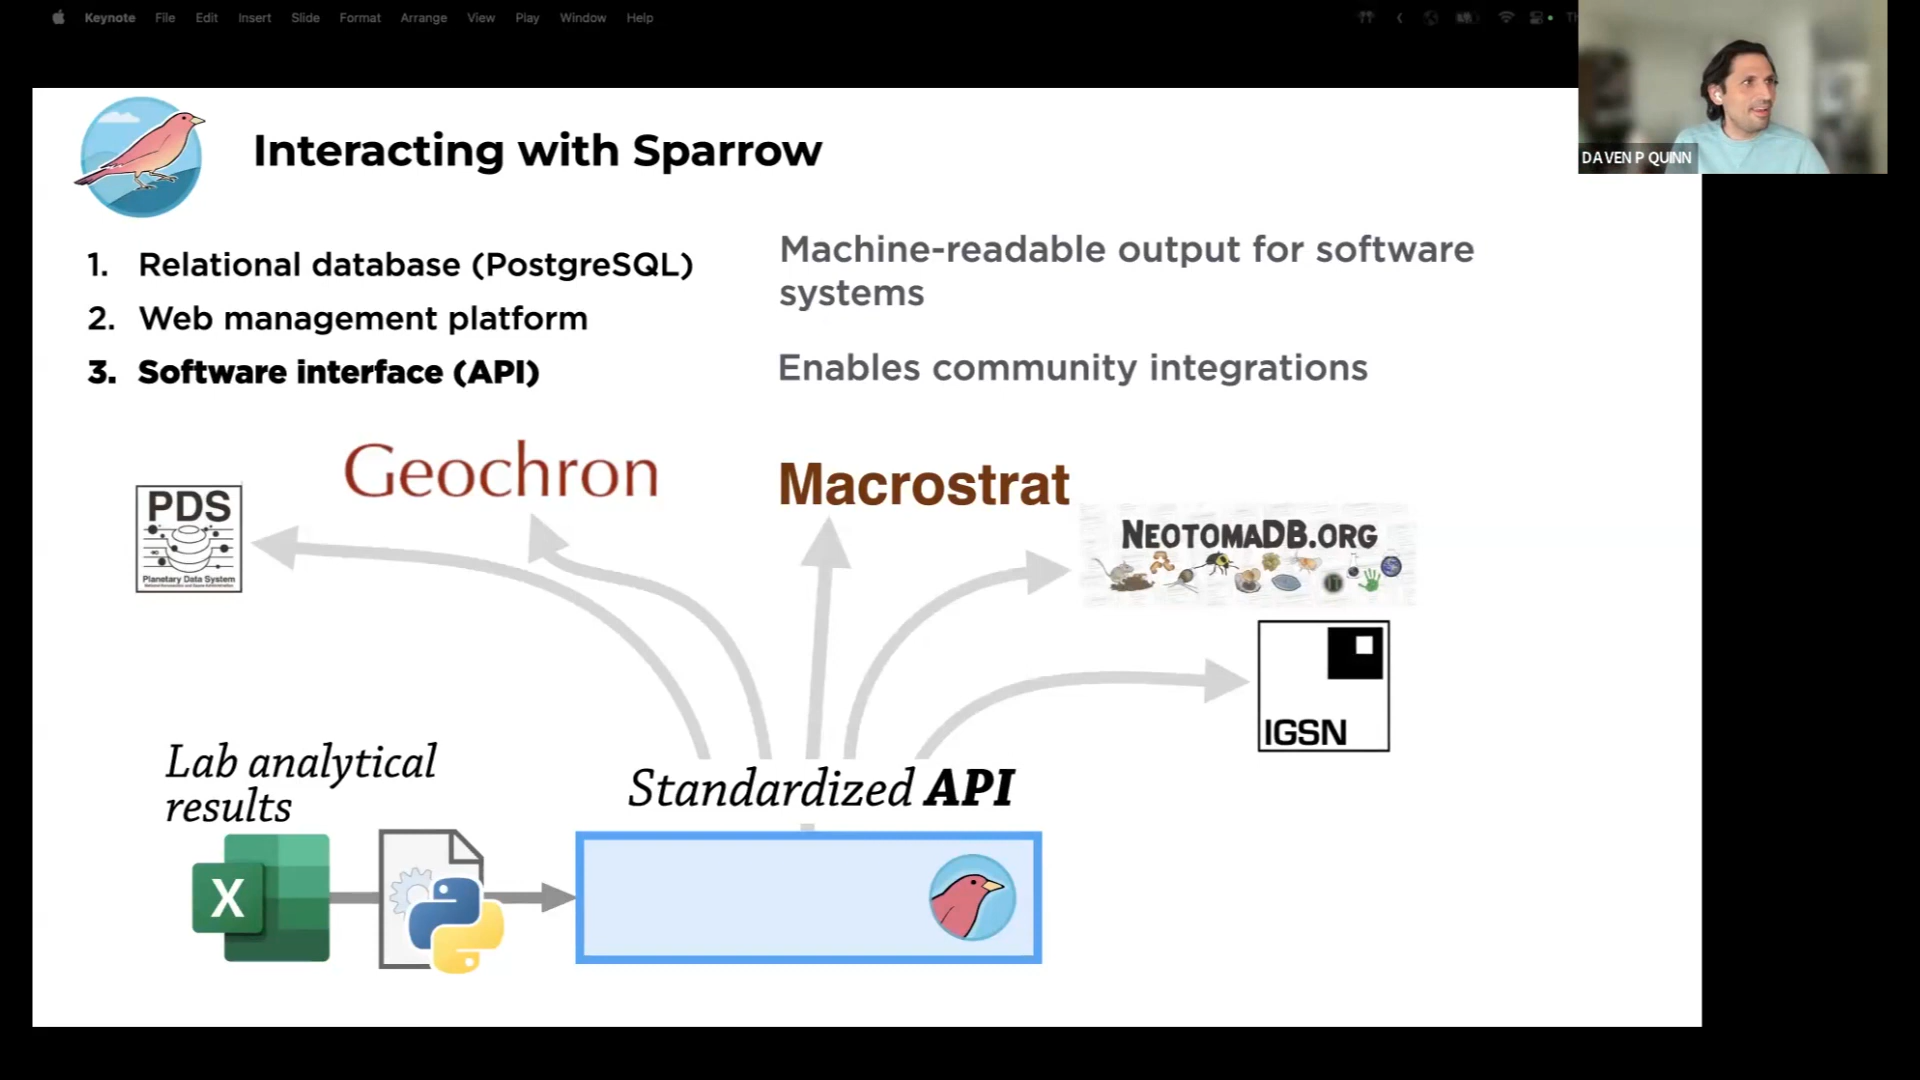 Keynote File Edit Insert Slide Format Arrange View Play Window Help
DAVEN P QUINN
Interacting with Sparrow
1. Relational database (PostgreSQL)
2. Web management platform
3. Software interface (API)
Machine-readable output for software
systems
Enables community integrations
Geochron
Macrostrat
PDS
Planetary Data System
NEOTOMADB.ORG
IGSN
Lab analytical
results
Standardized API
X